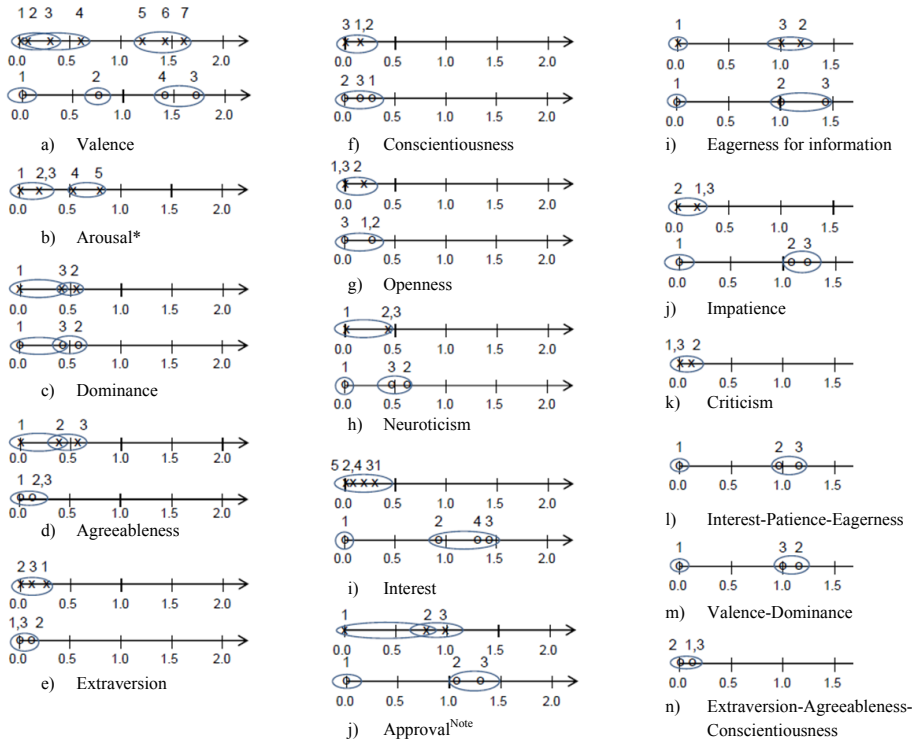 1 2 3 4 5 6 7
0.0 0.5 1.0 1.5 2.0
1 2 4 3
0.0 0.5 1.0 1.5 2.0
a) Valence
1 2,3 4 5
0.0 0.5 1.0 1.5 2.0
b) Arousal*
1 3 2
0.0 0.5 1.0 1.5 2.0
1 3 2
0.0 0.5 1.0 1.5 2.0
c) Dominance
1 2 3
0.0 0.5 1.0 1.5 2.0
1 2,3
0.0 0.5 1.0 1.5 2.0
d) Agreeableness
2 3 1
0.0 0.5 1.0 1.5 2.0
1,3 2
0.0 0.5 1.0 1.5 2.0
e) Extraversion
3 1,2
0.0 0.5 1.0 1.5 2.0
2 3 1
0.0 0.5 1.0 1.5 2.0
f) Conscientiousness
1,3 2
0.0 0.5 1.0 1.5 2.0
3 1,2
0.0 0.5 1.0 1.5 2.0
g) Openness
1 2,3
0.0 0.5 1.0 1.5 2.0
1 3 2
0.0 0.5 1.0 1.5 2.0
h) Neuroticism
5 2,4 31
0.0 0.5 1.0 1.5 2.0
1 2 4 3
0.0 0.5 1.0 1.5 2.0
i) Interest
1 2 3
0.0 0.5 1.0 1.5 2.0
1 2 3
0.0 0.5 1.0 1.5 2.0
j) Approval Note
1 3 2
0.0 0.5 1.0 1.5
1 2 3
0.0 0.5 1.0 1.5
i) Eagerness for information
2 1,3
0.0 0.5 1.0 1.5
1 2 3
0.0 0.5 1.0 1.5
j) Impatience
1,3 2
0.0 0.5 1.0 1.5
k) Criticism
1 2 3
0.0 0.5 1.0 1.5
l) Interest-Patience-Eagerness
1 3 2
0.0 0.5 1.0 1.5
m) Valence-Dominance
2 1,3
0.0 0.5 1.0 1.5
n) Extraversion-Agreeableness-
Conscientiousness